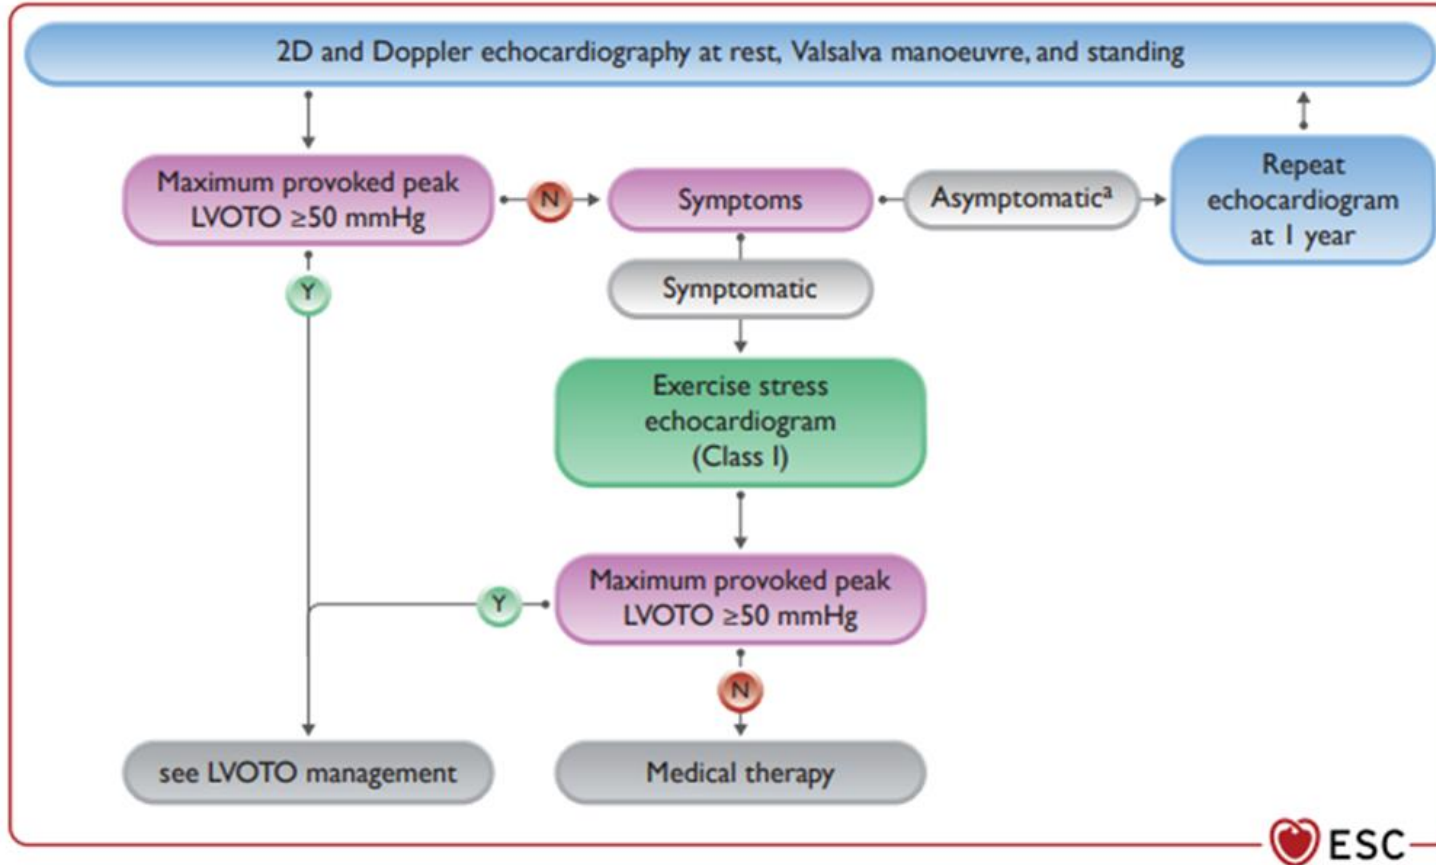 2D and Doppler echocardiography at rest, Valsalva manoeuvre, and standing
Maximum provoked peak
LVOTO ≥50 mmHg
N
Symptoms
Asymptomaticª
Repeat
echocardiogram
at 1 year
Y
Symptomatic
Exercise stress
echocardiogram
(Class I)
Maximum provoked peak
LVOTO ≥50 mmHg
Y
N
see LVOTO management
Medical therapy
ESC